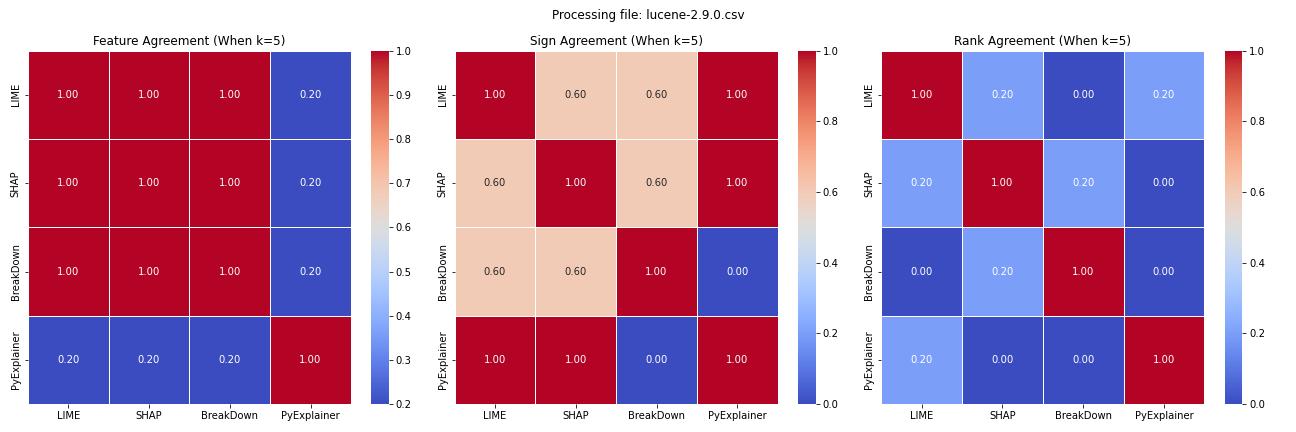 Processing file: lucene-2.9.0.csv
Feature Agreement (When k=5)
LIME
1.00 1.00 1.00 0.20
SHAP
1.00 1.00 1.00 0.20
BreakDown
1.00 1.00 1.00 0.20
PyExplainer
0.20 0.20 0.20 1.00
LIME SHAP BreakDown PyExplainer
1.0
0.9
0.8
0.7
0.6
0.5
0.4
0.3
0.2
Sign Agreement (When k=5)
LIME
1.00 0.60 0.60 1.00
SHAP
0.60 1.00 0.60 1.00
BreakDown
0.60 0.60 1.00 0.00
PyExplainer
1.00 1.00 0.00 1.00
LIME SHAP BreakDown PyExplainer
1.0
0.8
0.6
0.4
0.2
0.0
Rank Agreement (When k=5)
LIME
1.00 0.20 0.00 0.20
SHAP
0.20 1.00 0.20 0.00
BreakDown
0.00 0.20 1.00 0.00
PyExplainer
0.20 0.00 0.00 1.00
LIME SHAP BreakDown PyExplainer
1.0
0.8
0.6
0.4
0.2
0.0